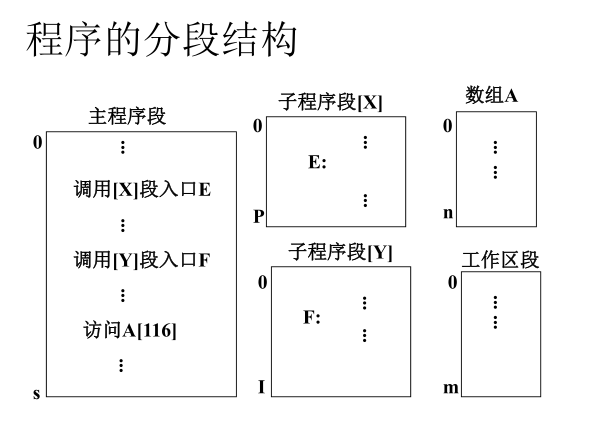 程序的分段结构
主程序段
0
⋮
调用[X]段入口E
⋮
调用[Y]段入口F
⋮
访问A[116]
⋮
s
子程序段[X]
0
⋮
E:
⋮
P
数组A
0
⋮
⋮
n
子程序段[Y]
0
⋮
F:
⋮
I
工作区段
0
⋮
⋮
m